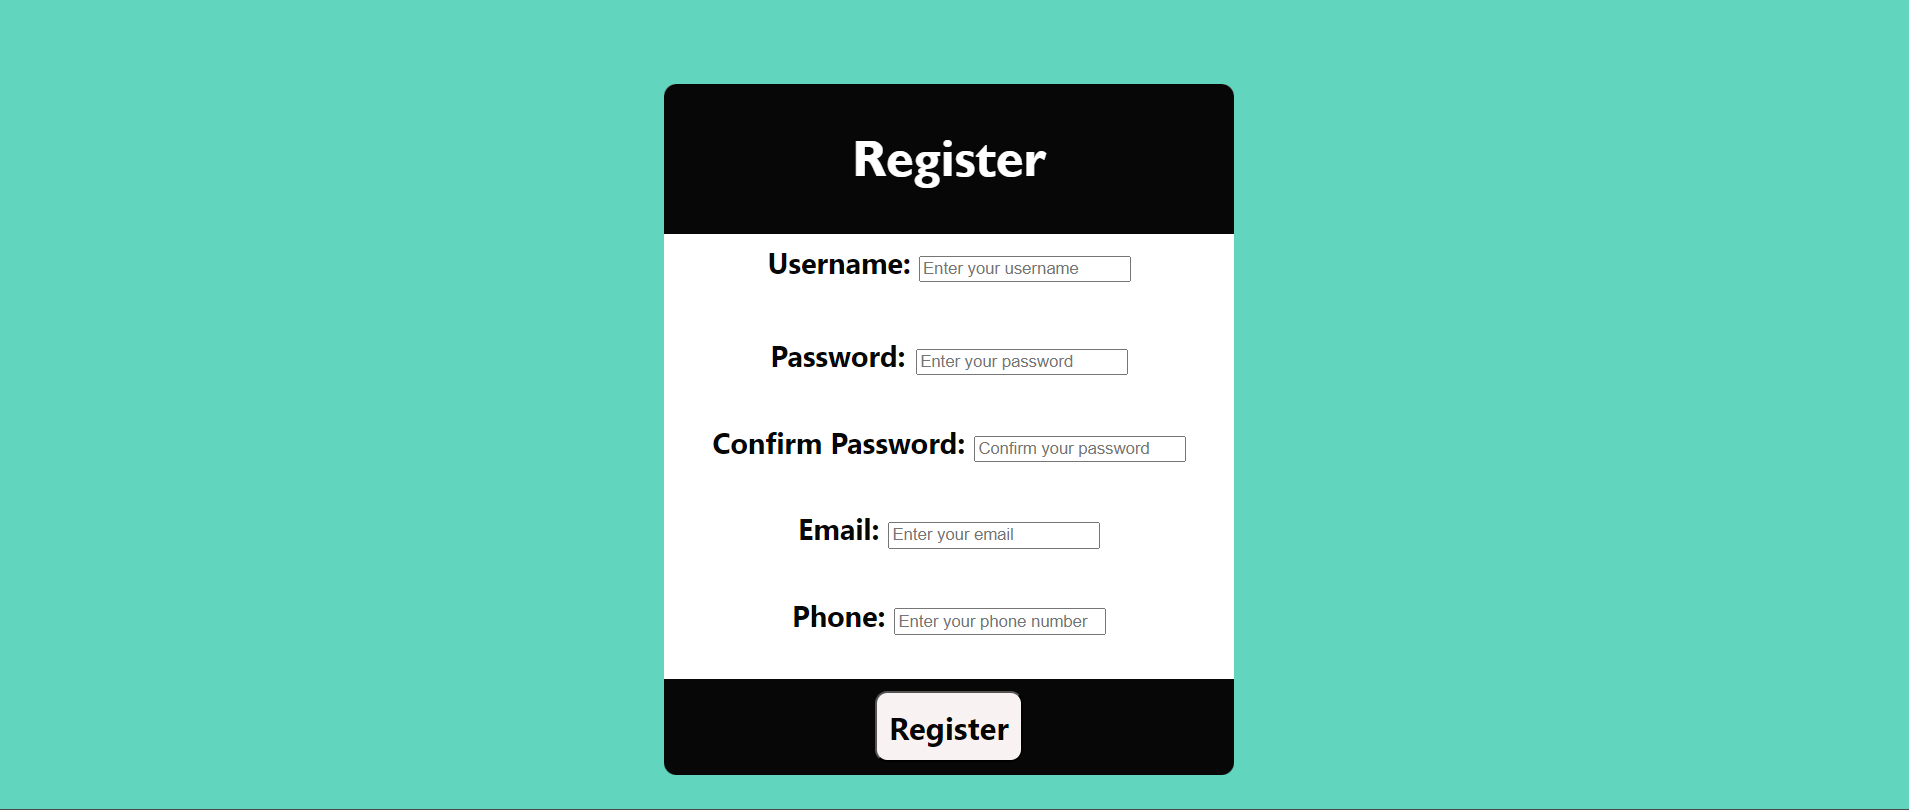 Register
Username: Enter your username
Password: Enter your password
Confirm Password: Confirm your password
Email: Enter your email
Phone: Enter your phone number
Register